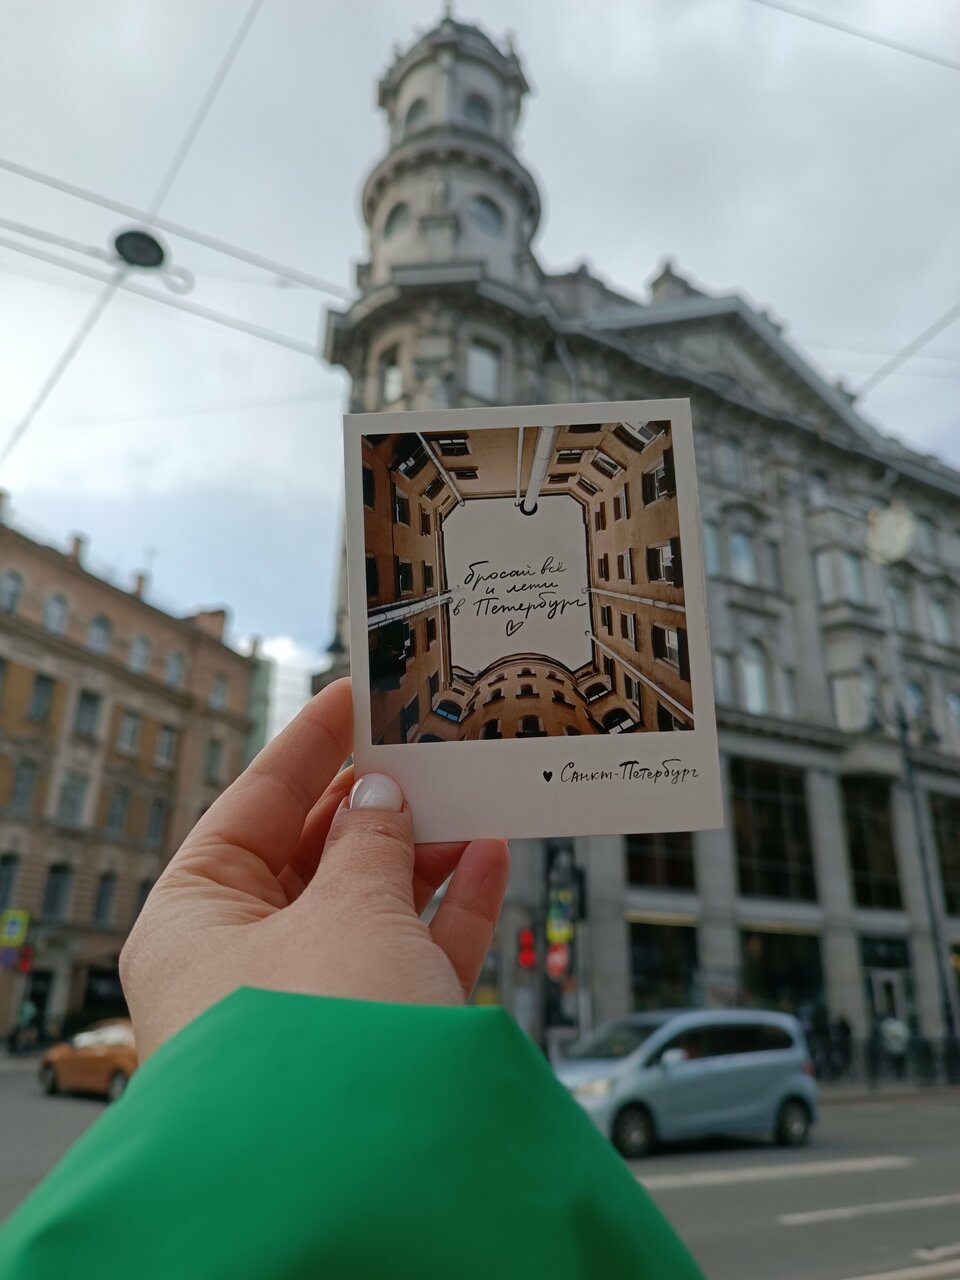 бросай всё
и лети
в Петербург
Санкт-Петербург